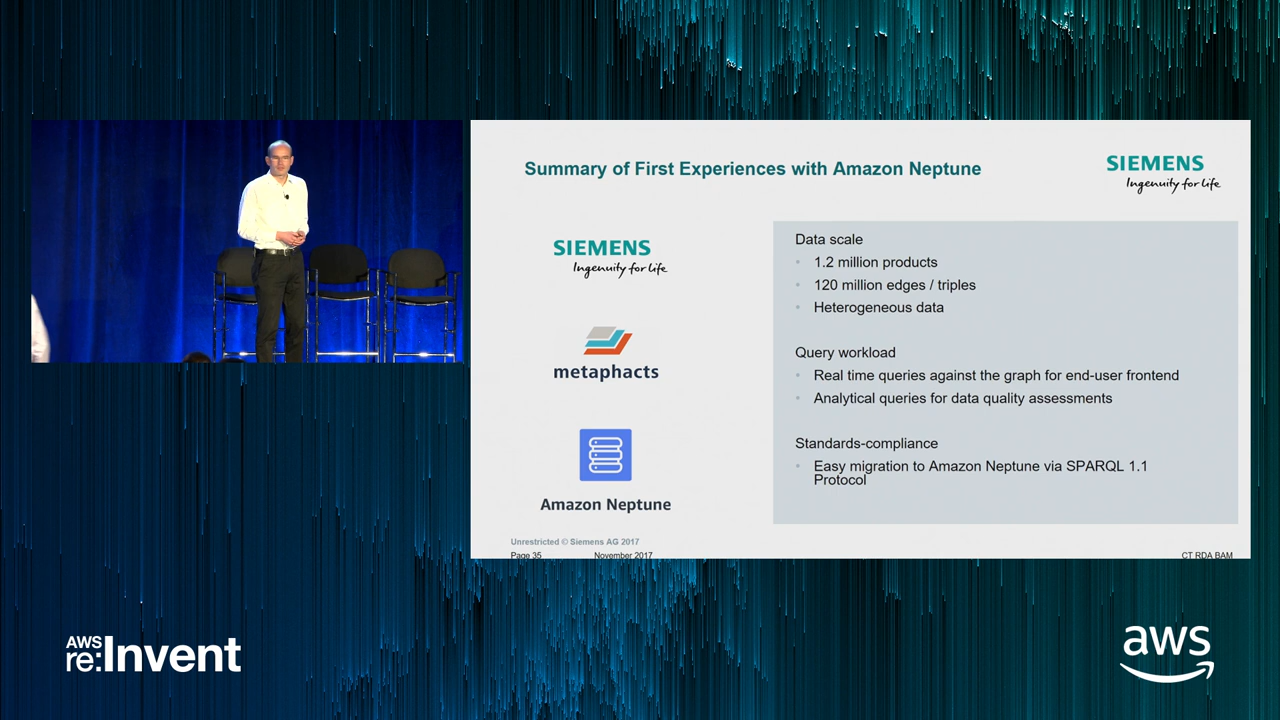 Summary of First Experiences with Amazon Neptune
SIEMENS
Ingenuity for life
SIEMENS
Ingenuity for life
metaphacts
Amazon Neptune
Data scale
1.2 million products
120 million edges / triples
Heterogeneous data
Query workload
Real time queries against the graph for end-user frontend
Analytical queries for data quality assessments
Standards-compliance
Easy migration to Amazon Neptune via SPARQL 1.1
Protocol
Unrestricted © Siemens AG 2017
Page 35
November 2017
CT RDA BAM
AWS
re:Invent
aws